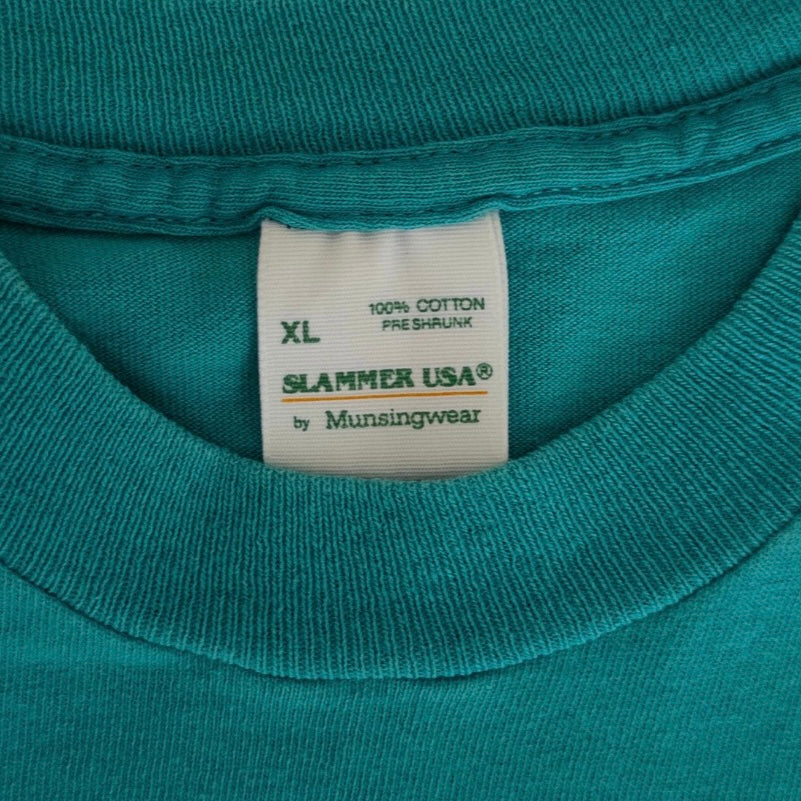 100% COTTON
PRESHRUNK
XL
SLAMMER USA®
by Munsingwear